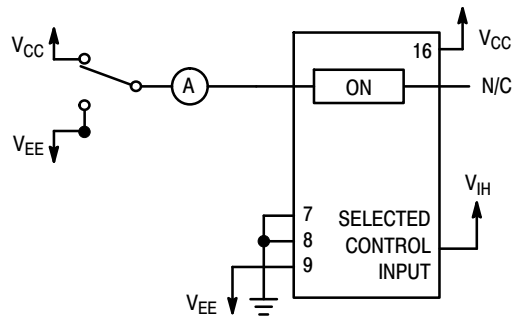 VCC
VEE
A
16
VCC
ON
N/C
VIH
7
8
9
SELECTED
CONTROL
INPUT
VEE